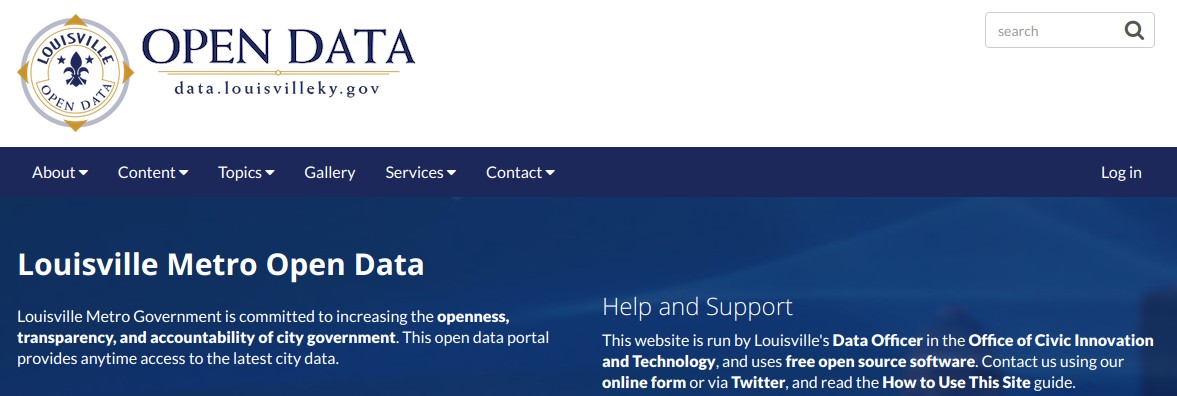 LOUISVILLE
OPEN DATA
OPEN DATA
data.louisvilleky.gov
search
About
Content
Topics
Gallery
Services
Contact
Log in
Louisville Metro Open Data
Louisville Metro Government is committed to increasing the openness,
transparency, and accountability of city government. This open data portal
provides anytime access to the latest city data.
Help and Support
This website is run by Louisville's Data Officer in the Office of Civic Innovation
and Technology, and uses free open source software. Contact us using our
online form or via Twitter, and read the How to Use This Site guide.